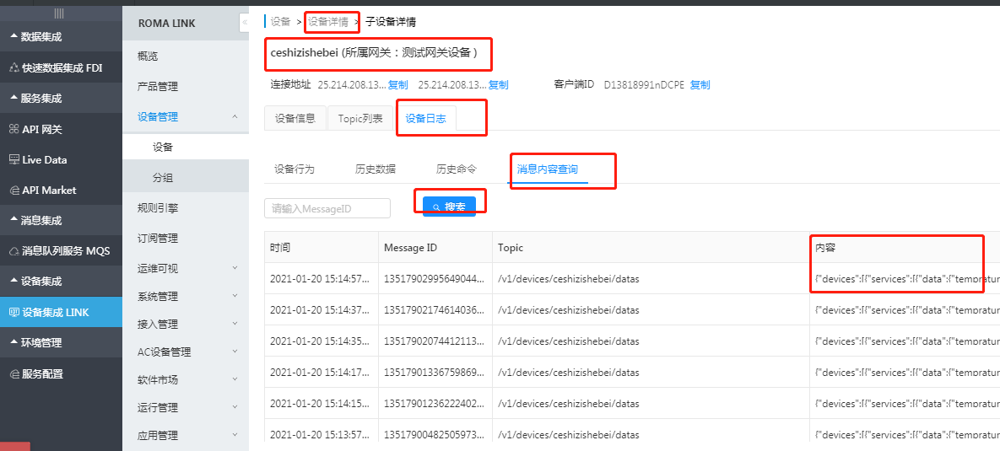 数据集成
快速数据集成 FDI
服务集成
API 网关
Live Data
API Market
消息集成
消息队列服务 MQS
设备集成
设备集成 LINK
环境管理
服务配置
ROMA LINK
概览
产品管理
设备管理
设备
分组
规则引擎
订阅管理
运维可视
系统管理
接入管理
AC设备管理
软件市场
运行管理
应用管理
设备 > 设备详情 > 子设备详情
ceshizishebei (所属网关：测试网关设备 )
连接地址 25.214.208.13... 复制 25.214.208.13... 复制 客户端ID D13818991nDCPE 复制
设备信息 Topic列表 设备日志
设备行为 历史数据 历史命令 消息内容查询
请输入MessageID 搜索
时间 Message ID Topic 内容
2021-01-20 15:14:57... 13517902995649044... /v1/devices/ceshizishebei/datas {"devices":[{"services":[{"data":{"tempratur
2021-01-20 15:14:37... 13517902174614036... /v1/devices/ceshizishebei/datas {"devices":[{"services":[{"data":{"tempratur
2021-01-20 15:14:35... 13517902074412113... /v1/devices/ceshizishebei/datas {"devices":[{"services":[{"data":{"tempratur
2021-01-20 15:14:17... 13517901336759869... /v1/devices/ceshizishebei/datas {"devices":[{"services":[{"data":{"tempratur
2021-01-20 15:14:15... 13517901236222402... /v1/devices/ceshizishebei/datas {"devices":[{"services":[{"data":{"tempratur
2021-01-20 15:13:57... 13517900482505973... /v1/devices/ceshizishebei/datas {"devices":[{"services":[{"data":{"tempratur